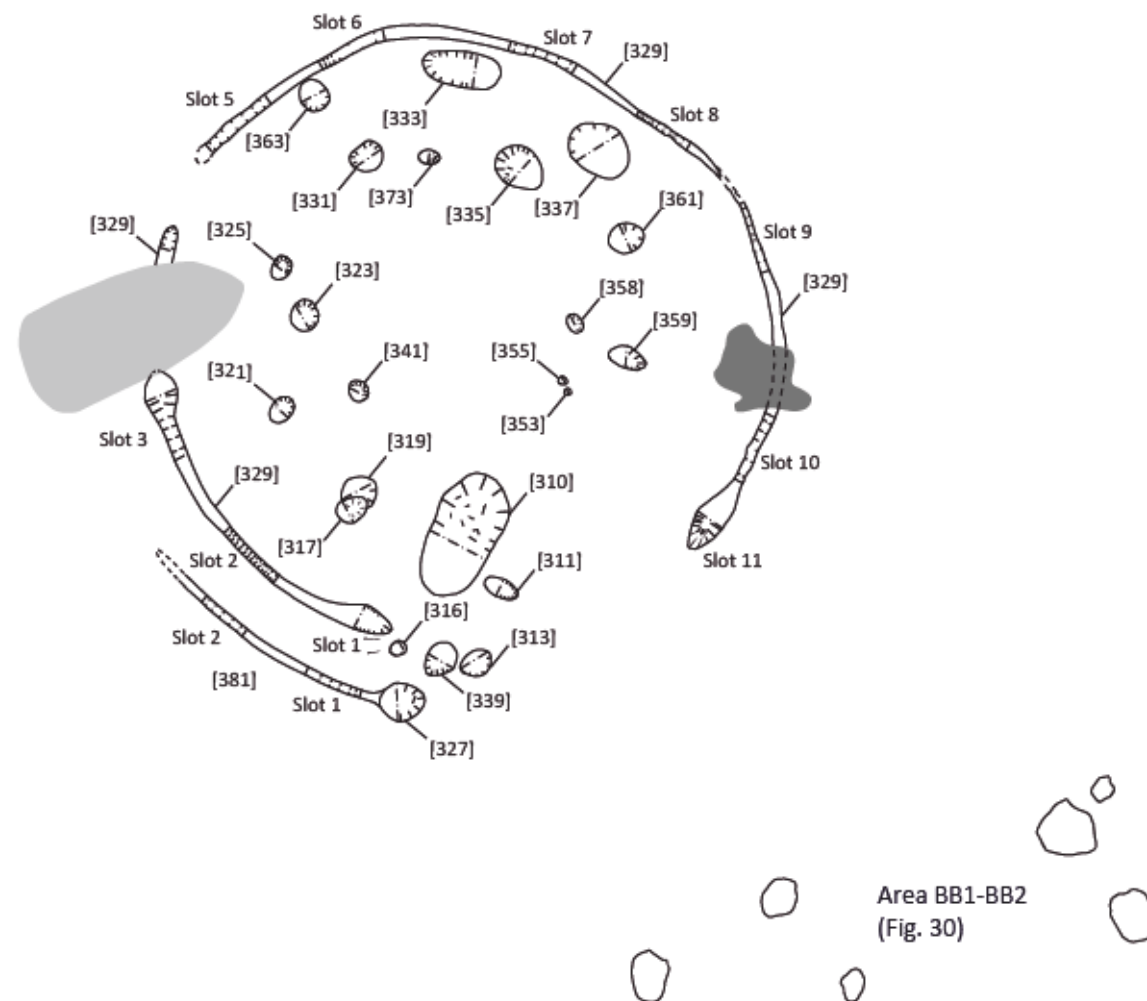 Slot 6
Slot 7
[329]
Slot 5
[363]
[333]
Slot 8
[331]
[373]
[335]
[337]
[361]
[329]
[325]
Slot 9
[323]
[358]
[329]
[359]
[321]
[341]
[355]
[353]
Slot 3
[319]
[329]
[310]
Slot 10
[317]
Slot 2
[311]
Slot 11
[316]
Slot 2
Slot 1
[313]
[381]
[339]
Slot 1
[327]
Area BB1-BB2
(Fig. 30)